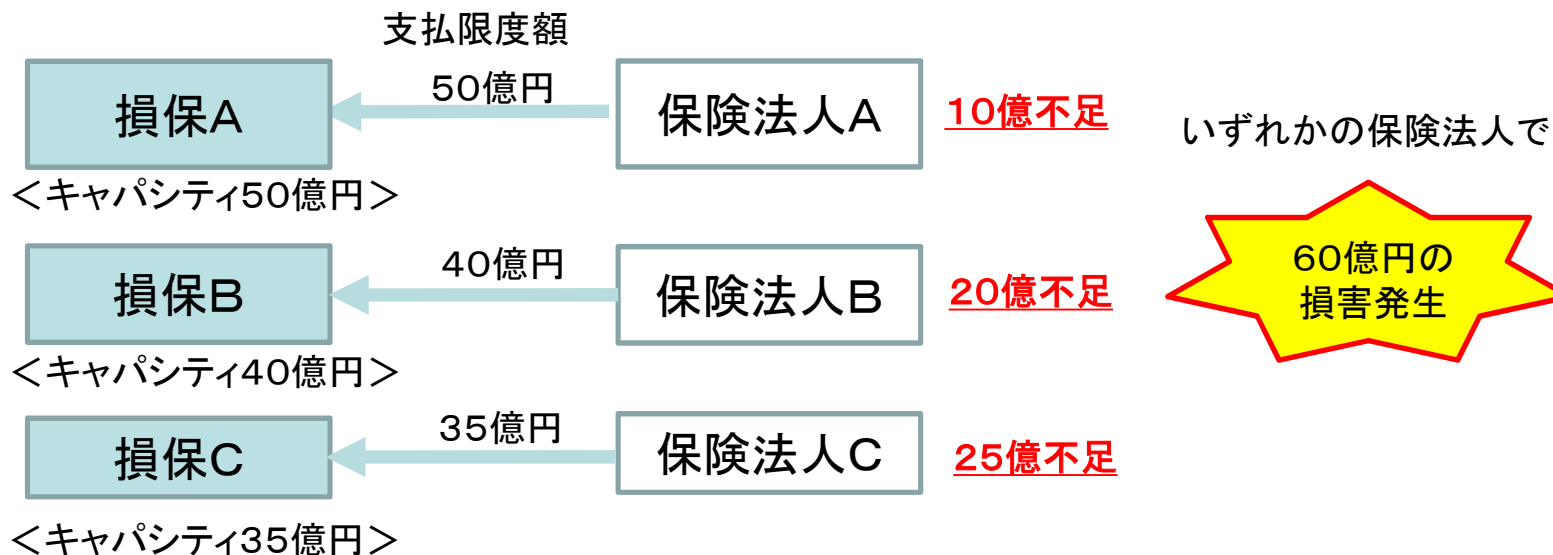 支払限度額
損保A
50億円
保険法人A
10億不足
いずれかの保険法人で
＜キャパシティ50億円＞
60億円の
損害発生
損保B
40億円
保険法人B
20億不足
＜キャパシティ40億円＞
損保C
35億円
保険法人C
25億不足
＜キャパシティ35億円＞